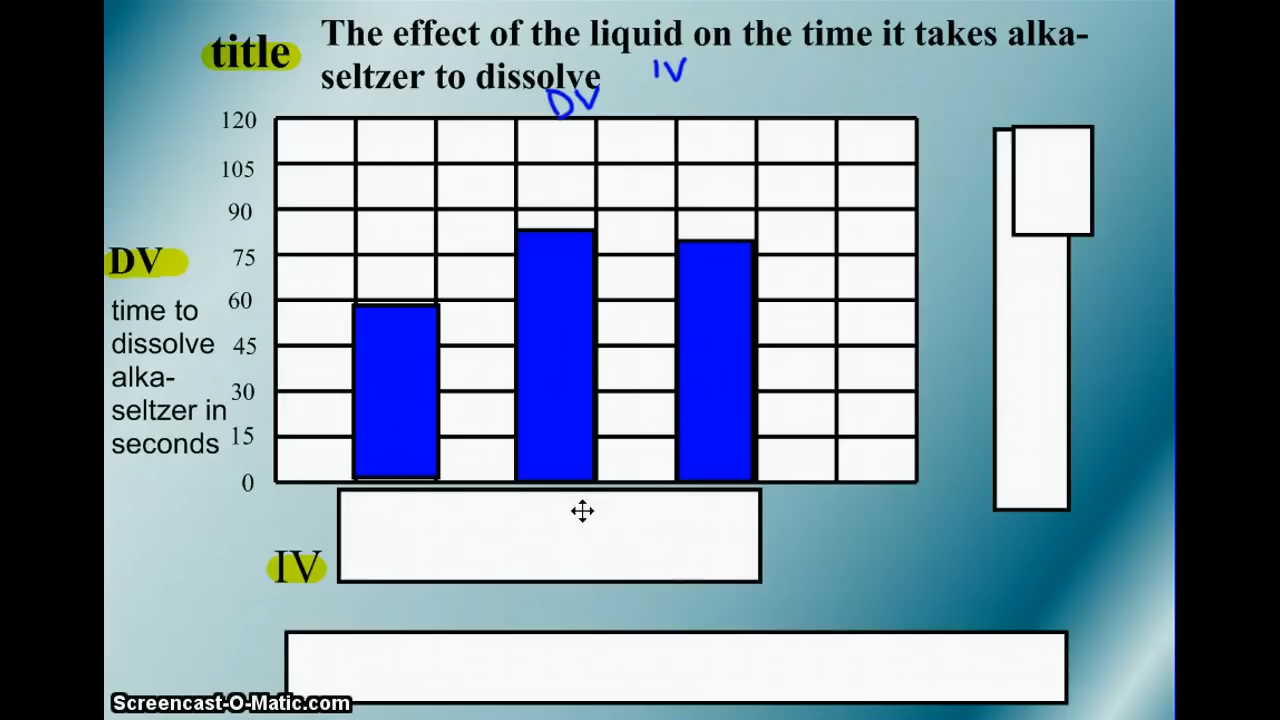 title
The effect of the liquid on the time it takes alka-
seltzer to dissolve
IV
DV
120
105
90
75
60
45
30
15
0
DV
time to
dissolve
alka-
seltzer in
seconds
IV
Screencast-O-Matic.com